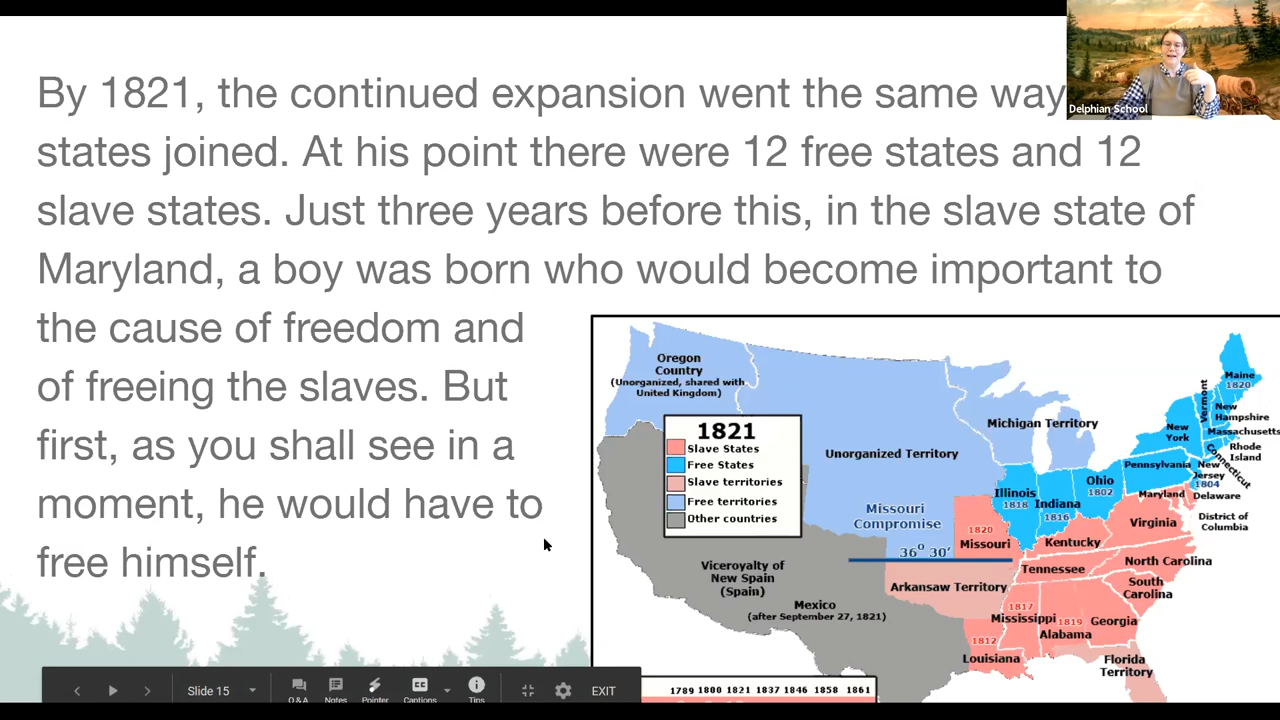 By 1821, the continued expansion went the same way
states joined. At his point there were 12 free states and 12
slave states. Just three years before this, in the slave state of
Maryland, a boy was born who would become important to
the cause of freedom and
of freeing the slaves. But
first, as you shall see in a
moment, he would have to
free himself.
Delphian School
Oregon
Country
(Unorganized, shared with
United Kingdom)
1821
Slave States
Free States
Slave territories
Free territories
Other countries
Unorganized Territory
Michigan Territory
Missouri
Compromise
36° 30'
Viceroyalty of
New Spain
(Spain)
Mexico
(after September 27, 1821)
Arkansaw Territory
1820
Missouri
Illinois
1818
Indiana
1816
Ohio
1802
Kentucky
Tennessee
1817
Mississippi
1819
Alabama
Georgia
1812
Louisiana
Florida
Territory
South
Carolina
North Carolina
Virginia
District of
Columbia
Maryland
Delaware
New
Jersey
1804
Pennsylvania
New
York
Connecticut
Rhode
Island
Massachusetts
New
Hampshire
Vermont
Maine
1820
1789 1800 1821 1837 1846 1858 1861
Slide 15
Q & A
Notes
Pointer
Captions
Tips
EXIT